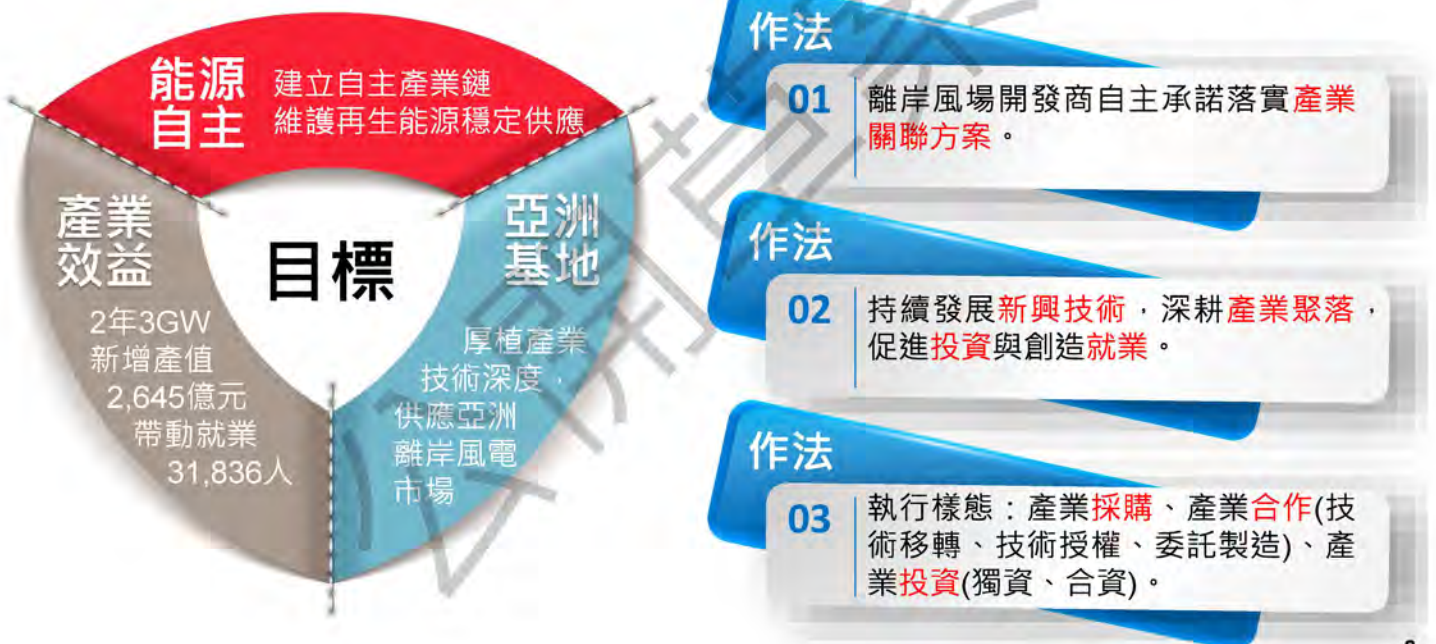 能源
自主
建立自主產業鏈
維護再生能源穩定供應
產業
效益
2年3GW
新增產值
2,645億元
帶動就業
31,836人
目標
亞洲
基地
厚植產業
技術深度，
供應亞洲
離岸風電
市場
作法
01
離岸風場開發商自主承諾落實產業
關聯方案。
作法
02
持續發展新興技術，深耕產業聚落，
促進投資與創造就業。
作法
03
執行樣態：產業採購、產業合作(技
術移轉、技術授權、委託製造)、產
業投資(獨資、合資)。